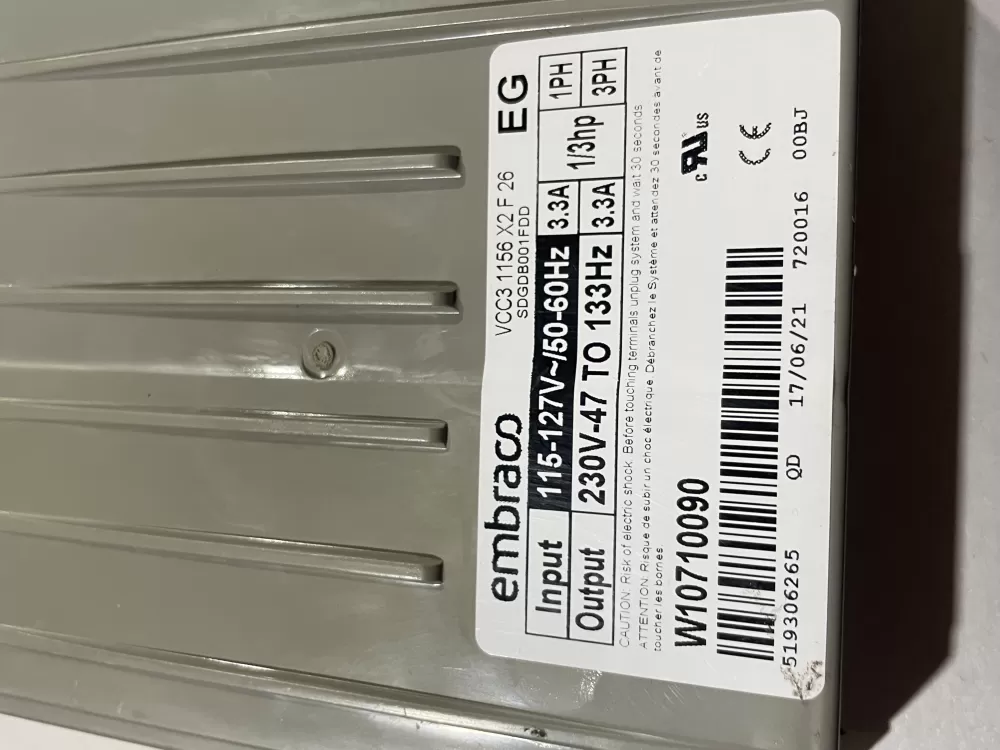 embraco
VCC3 1156 X2 F 26
SDGDB001FDD
EG
Input 115-127V~/50-60Hz 3.3A 1/3hp 1PH
Output 230V-47 TO 133Hz 3.3A 3PH
CAUTION: Risk of electric shock. Before touching terminals unplug system and wait 30 seconds
ATTENTION: Risque de subir un choc électrique. Débranchez le Système et attendez 30 secondes avant de
toucher les bornes
W10710090
c RU us
CE
519306265 QD 17/06/21 720016 00BJ